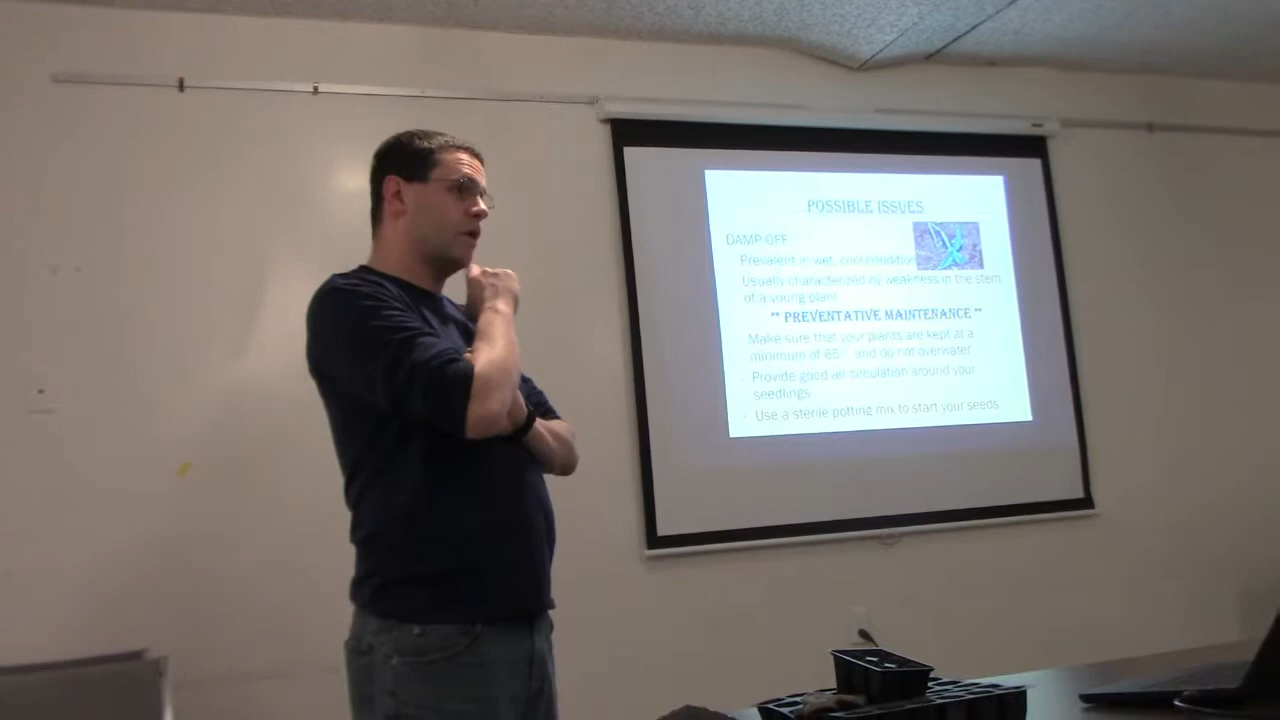 POSSIBLE ISSUES
DAMP OFF
Prevalent in wet, cool condition
Usually characterized by weakness in the stem
of a young plant
** PREVENTATIVE MAINTENANCE **
Make sure that your plants are kept at a
minimum of 65° and do not overwater
- Provide good air circulation around your
seedlings
- Use a sterile potting mix to start your seeds